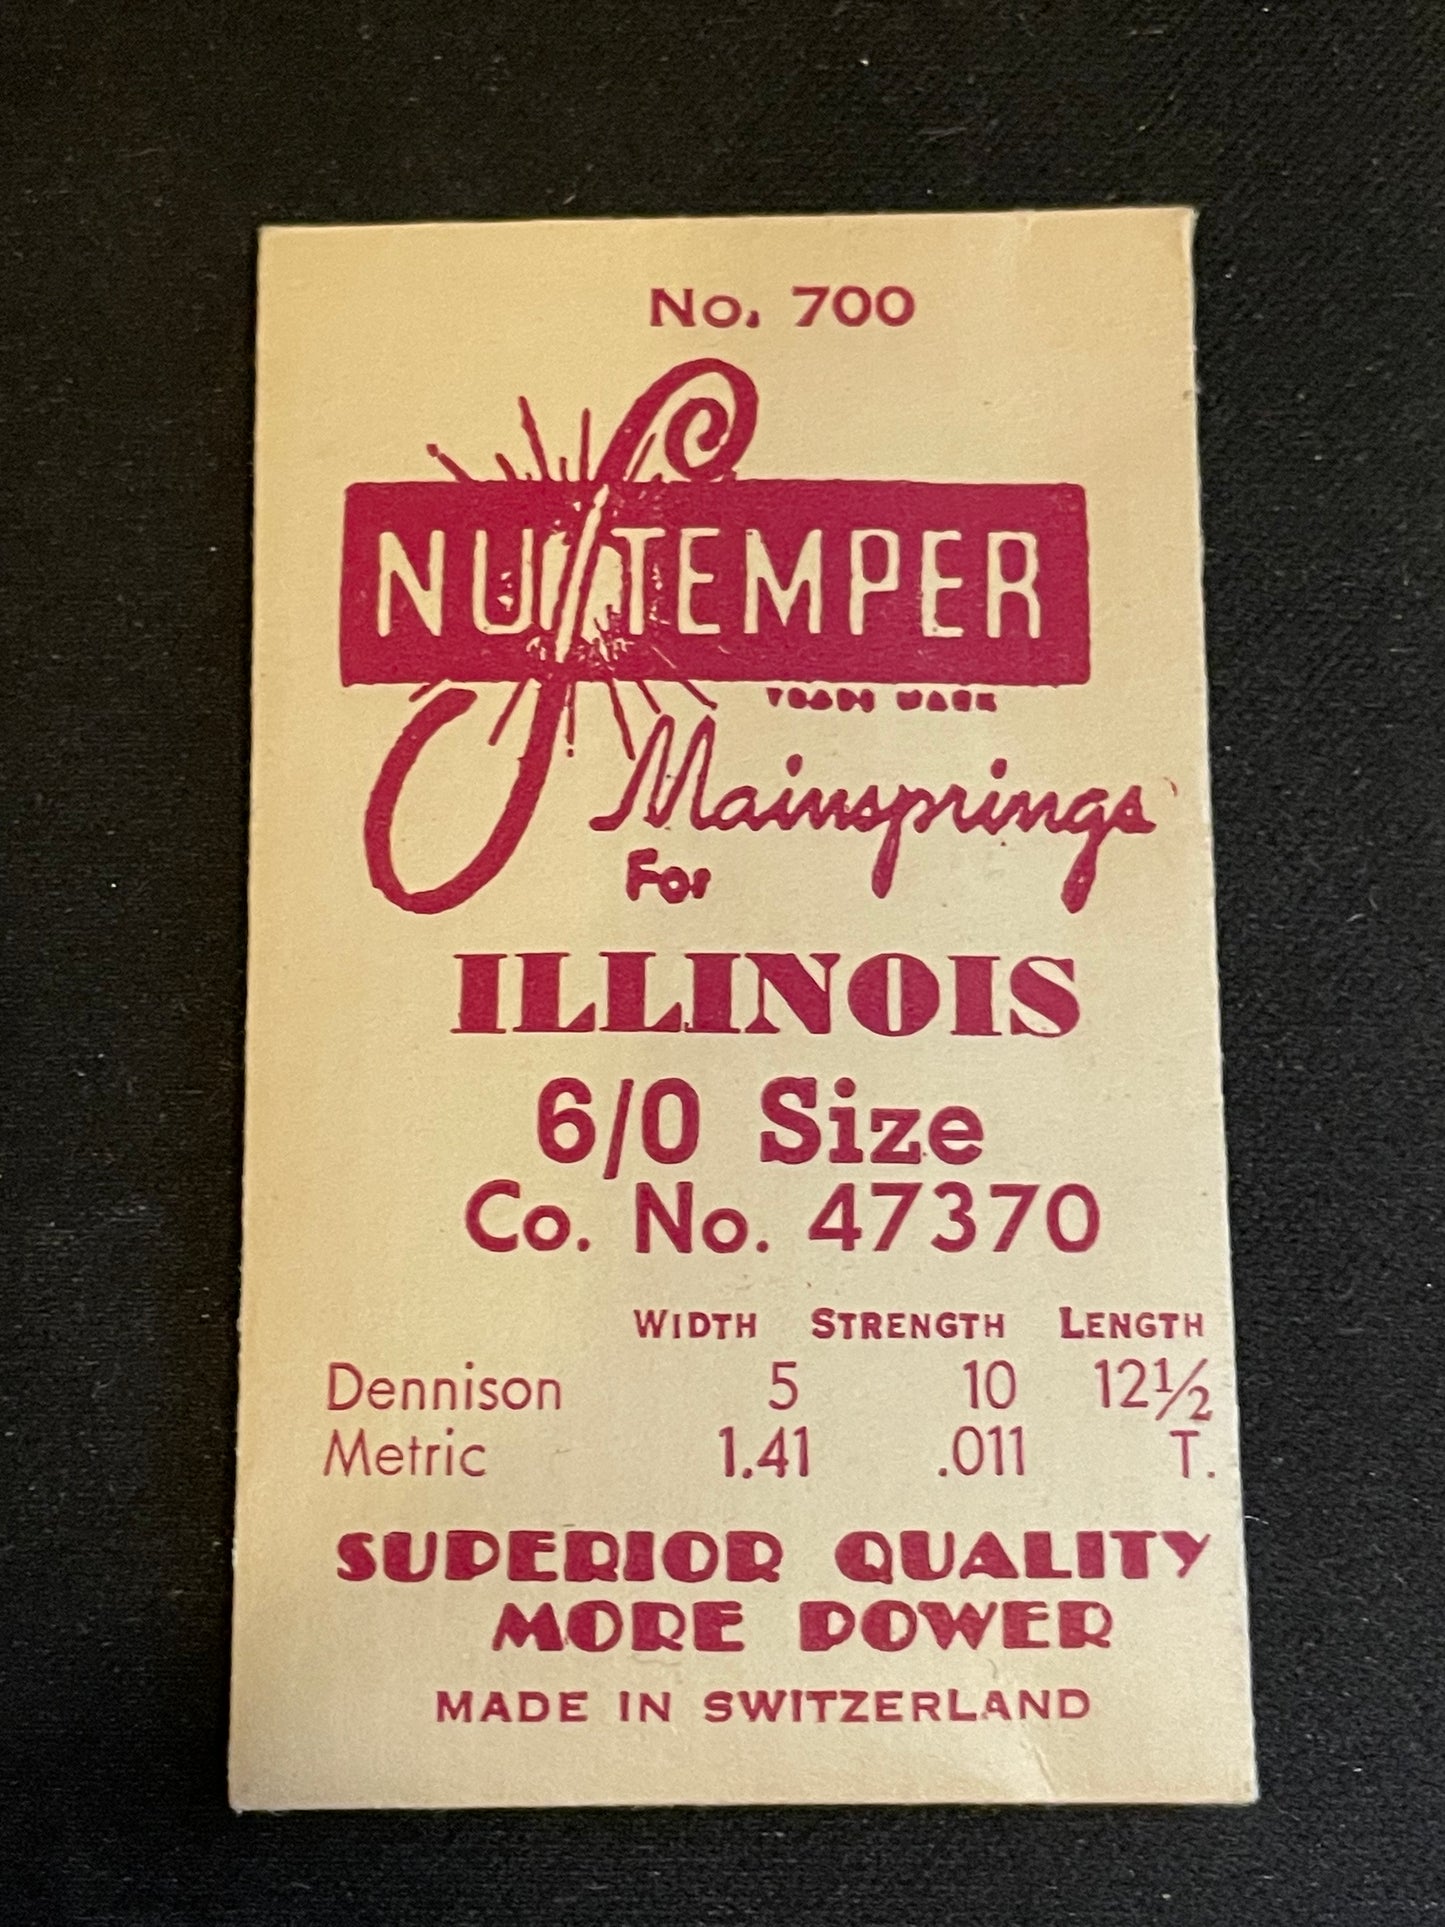 No. 700
NU TEMPER
TRADE MARK
Mainsprings
For
ILLINOIS
6/0 Size
Co. No. 47370
WIDTH STRENGTH LENGTH
Dennison 5 10 12½
Metric 1.41 .011 T.
SUPERIOR QUALITY
MORE POWER
MADE IN SWITZERLAND